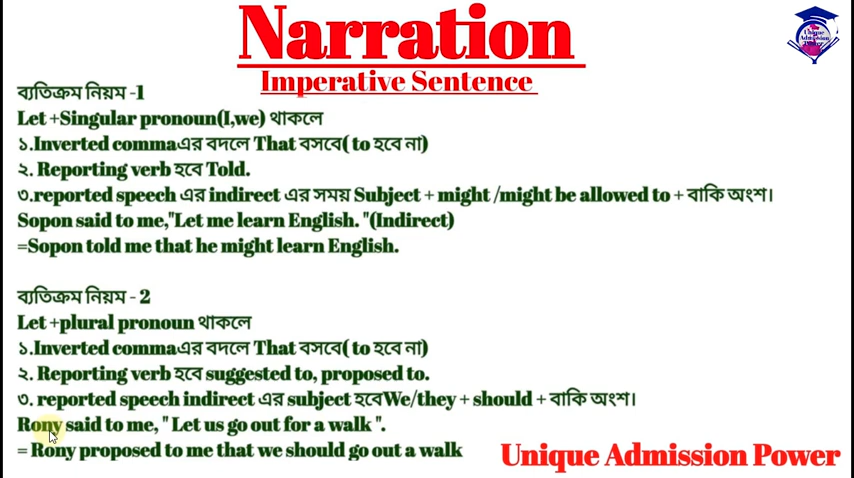 Narration
Unique
Admission
Imperative Sentence
ব্যতিক্রম নিয়ম -1
Let +Singular pronoun(I,we) থাকলে
১.Inverted commaএর বদলে That বসবে( to হবে না)
২. Reporting verb হবে Told.
৩.reported speech এর indirect এর সময় Subject + might /might be allowed to + বাকি অংশ।
Sopon said to me,"Let me learn English. "(Indirect)
=Sopon told me that he might learn English.
ব্যতিক্রম নিয়ম - 2
Let +plural pronoun থাকলে
১.Inverted commaএর বদলে That বসবে( to হবে না)
২. Reporting verb হবে suggested to, proposed to.
৩. reported speech indirect এর subject হবেWe/they + should + বাকি অংশ।
Rony said to me, " Let us go out for a walk ".
= Rony proposed to me that we should go out a walk
Unique Admission Power